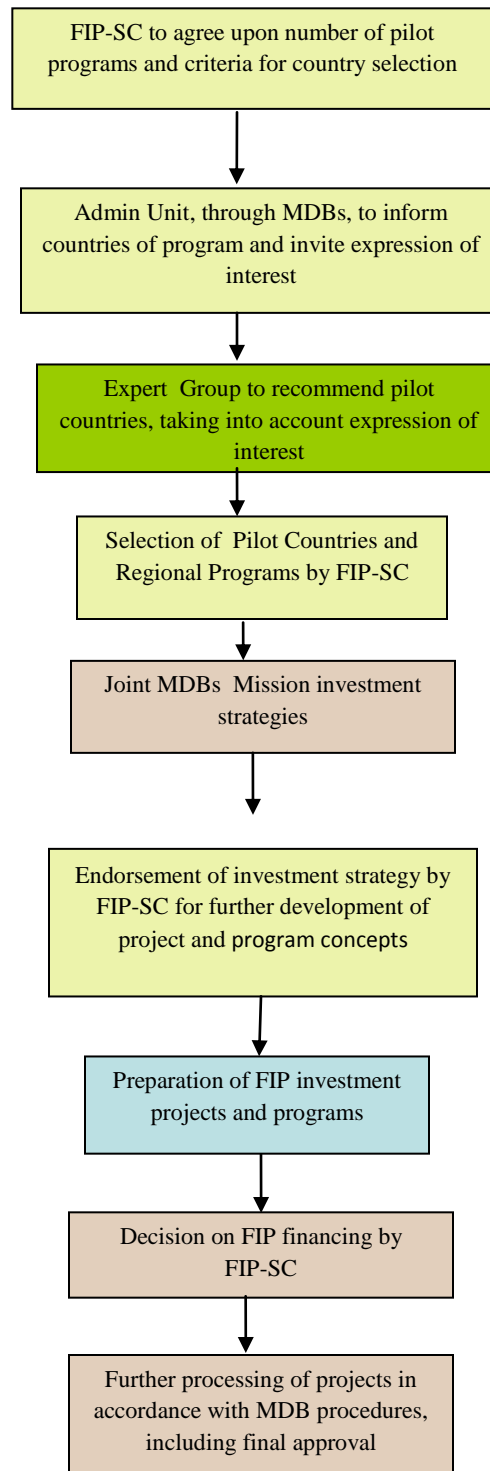 FIP-SC to agree upon number of pilot
programs and criteria for country selection
Admin Unit, through MDBs, to inform
countries of program and invite expression of
interest
Expert Group to recommend pilot
countries, taking into account expression of
interest
Selection of Pilot Countries and
Regional Programs by FIP-SC
Joint MDBs Mission investment
strategies
Endorsement of investment strategy by
FIP-SC for further development of
project and program concepts
Preparation of FIP investment
projects and programs
Decision on FIP financing by
FIP-SC
Further processing of projects in
accordance with MDB procedures,
including final approval